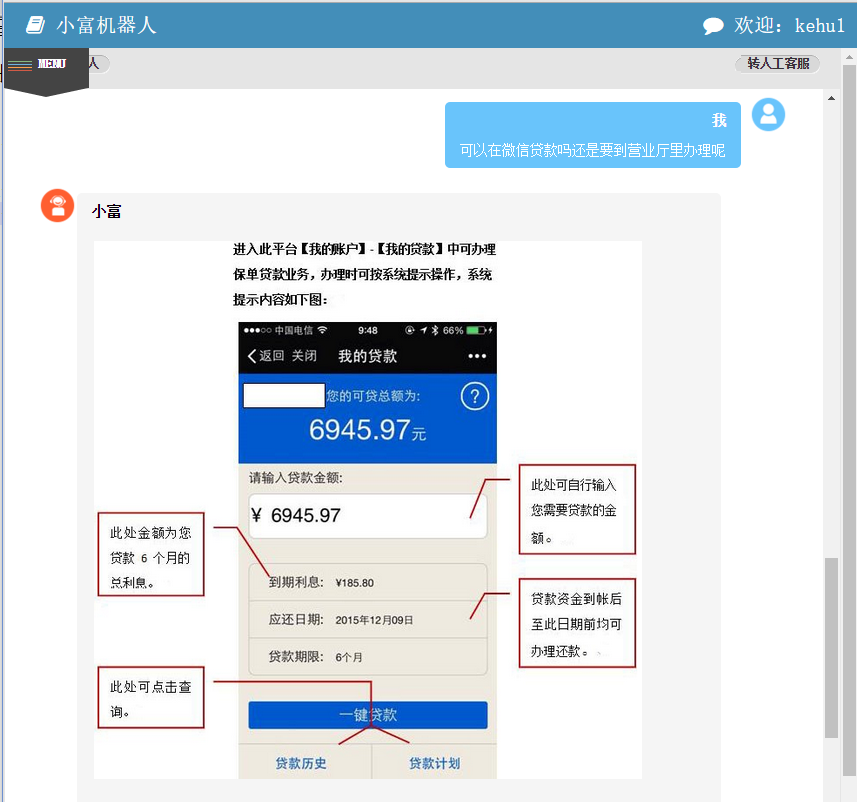 小富机器人
欢迎：kehu1
MENU
人
转人工客服
我
可以在微信贷款吗还是要到营业厅里办理呢
小富
进入此平台【我的账户】-【我的贷款】中可办理
保单贷款业务，办理时可按系统提示操作，系统
提示内容如下图：
中国电信
9:48
66%
返回 关闭
我的贷款
您的可贷总额为:
?
6945.97元
请输入贷款金额:
¥ 6945.97
此处可自行输入
您需要贷款的金
额。
此处金额为您
贷款 6 个月的
总利息。
到期利息: ¥185.80
应还日期: 2015年12月09日
贷款期限: 6个月
贷款资金到帐后
至此日期前均可
办理还款。
此处可点击查
询。
一键贷款
贷款历史
贷款计划